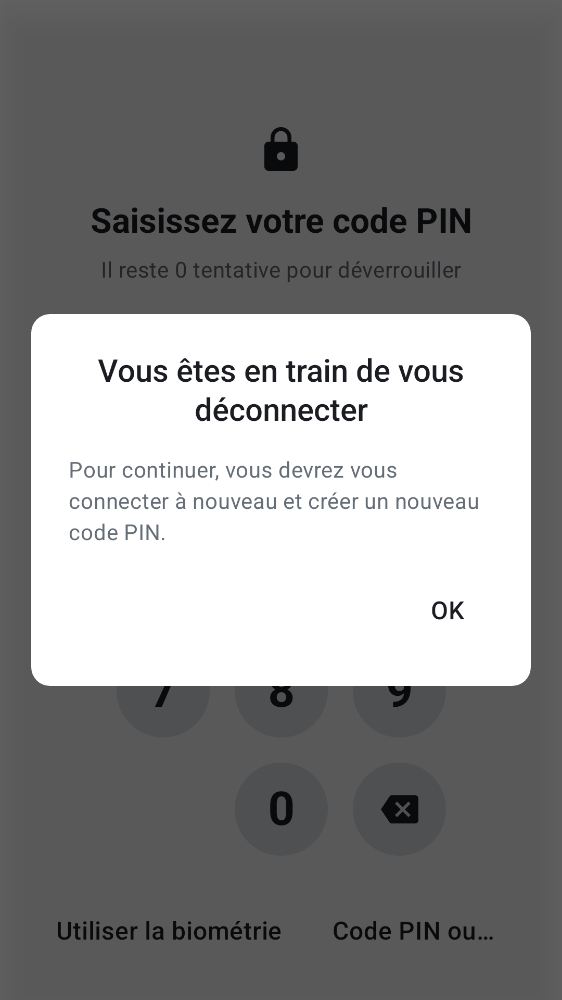 Saisissez votre code PIN
Il reste 0 tentative pour déverrouiller
Vous êtes en train de vous
déconnecter
Pour continuer, vous devrez vous
connecter à nouveau et créer un nouveau
code PIN.
OK
7 8 9
0
Utiliser la biométrie Code PIN ou...